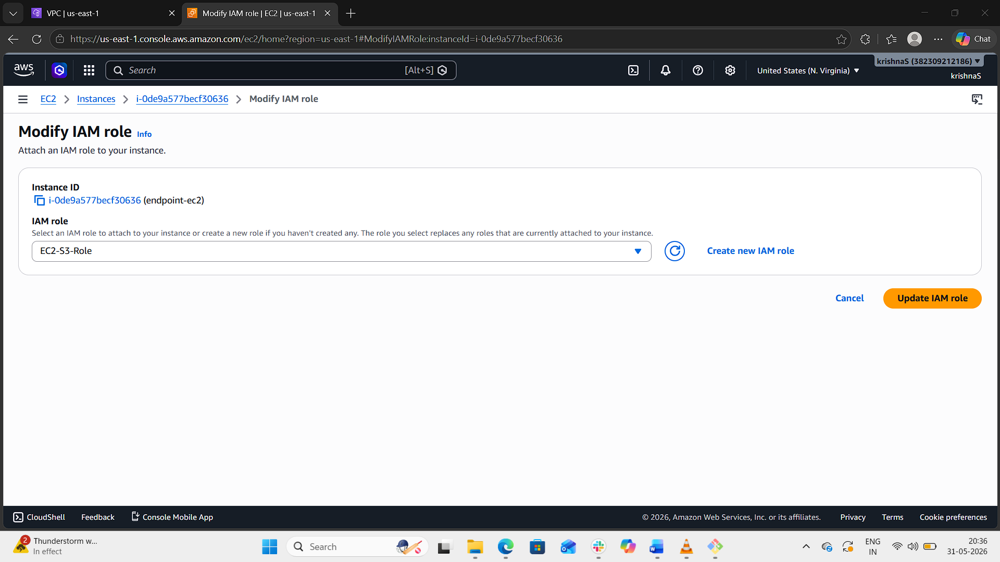 VPC | us-east-1
Modify IAM role | EC2 | us-east-1
https://us-east-1.console.aws.amazon.com/ec2/home?region=us-east-1#ModifyIAMRole:instanceId=i-0de9a577becf30636
Chat
aws
Search
[Alt+S]
United States (N. Virginia)
krishnaS (382309212186)
krishnaS
EC2
Instances
i-0de9a577becf30636
Modify IAM role
Modify IAM role Info
Attach an IAM role to your instance.
Instance ID
i-0de9a577becf30636 (endpoint-ec2)
IAM role
Select an IAM role to attach to your instance or create a new role if you haven't created any. The role you select replaces any roles that are currently attached to your instance.
EC2-S3-Role
Create new IAM role
Cancel
Update IAM role
CloudShell
Feedback
Console Mobile App
© 2026, Amazon Web Services, Inc. or its affiliates.
Privacy
Terms
Cookie preferences
2
Thunderstorm w...
In effect
Search
ENG
IN
20:36
31-05-2026